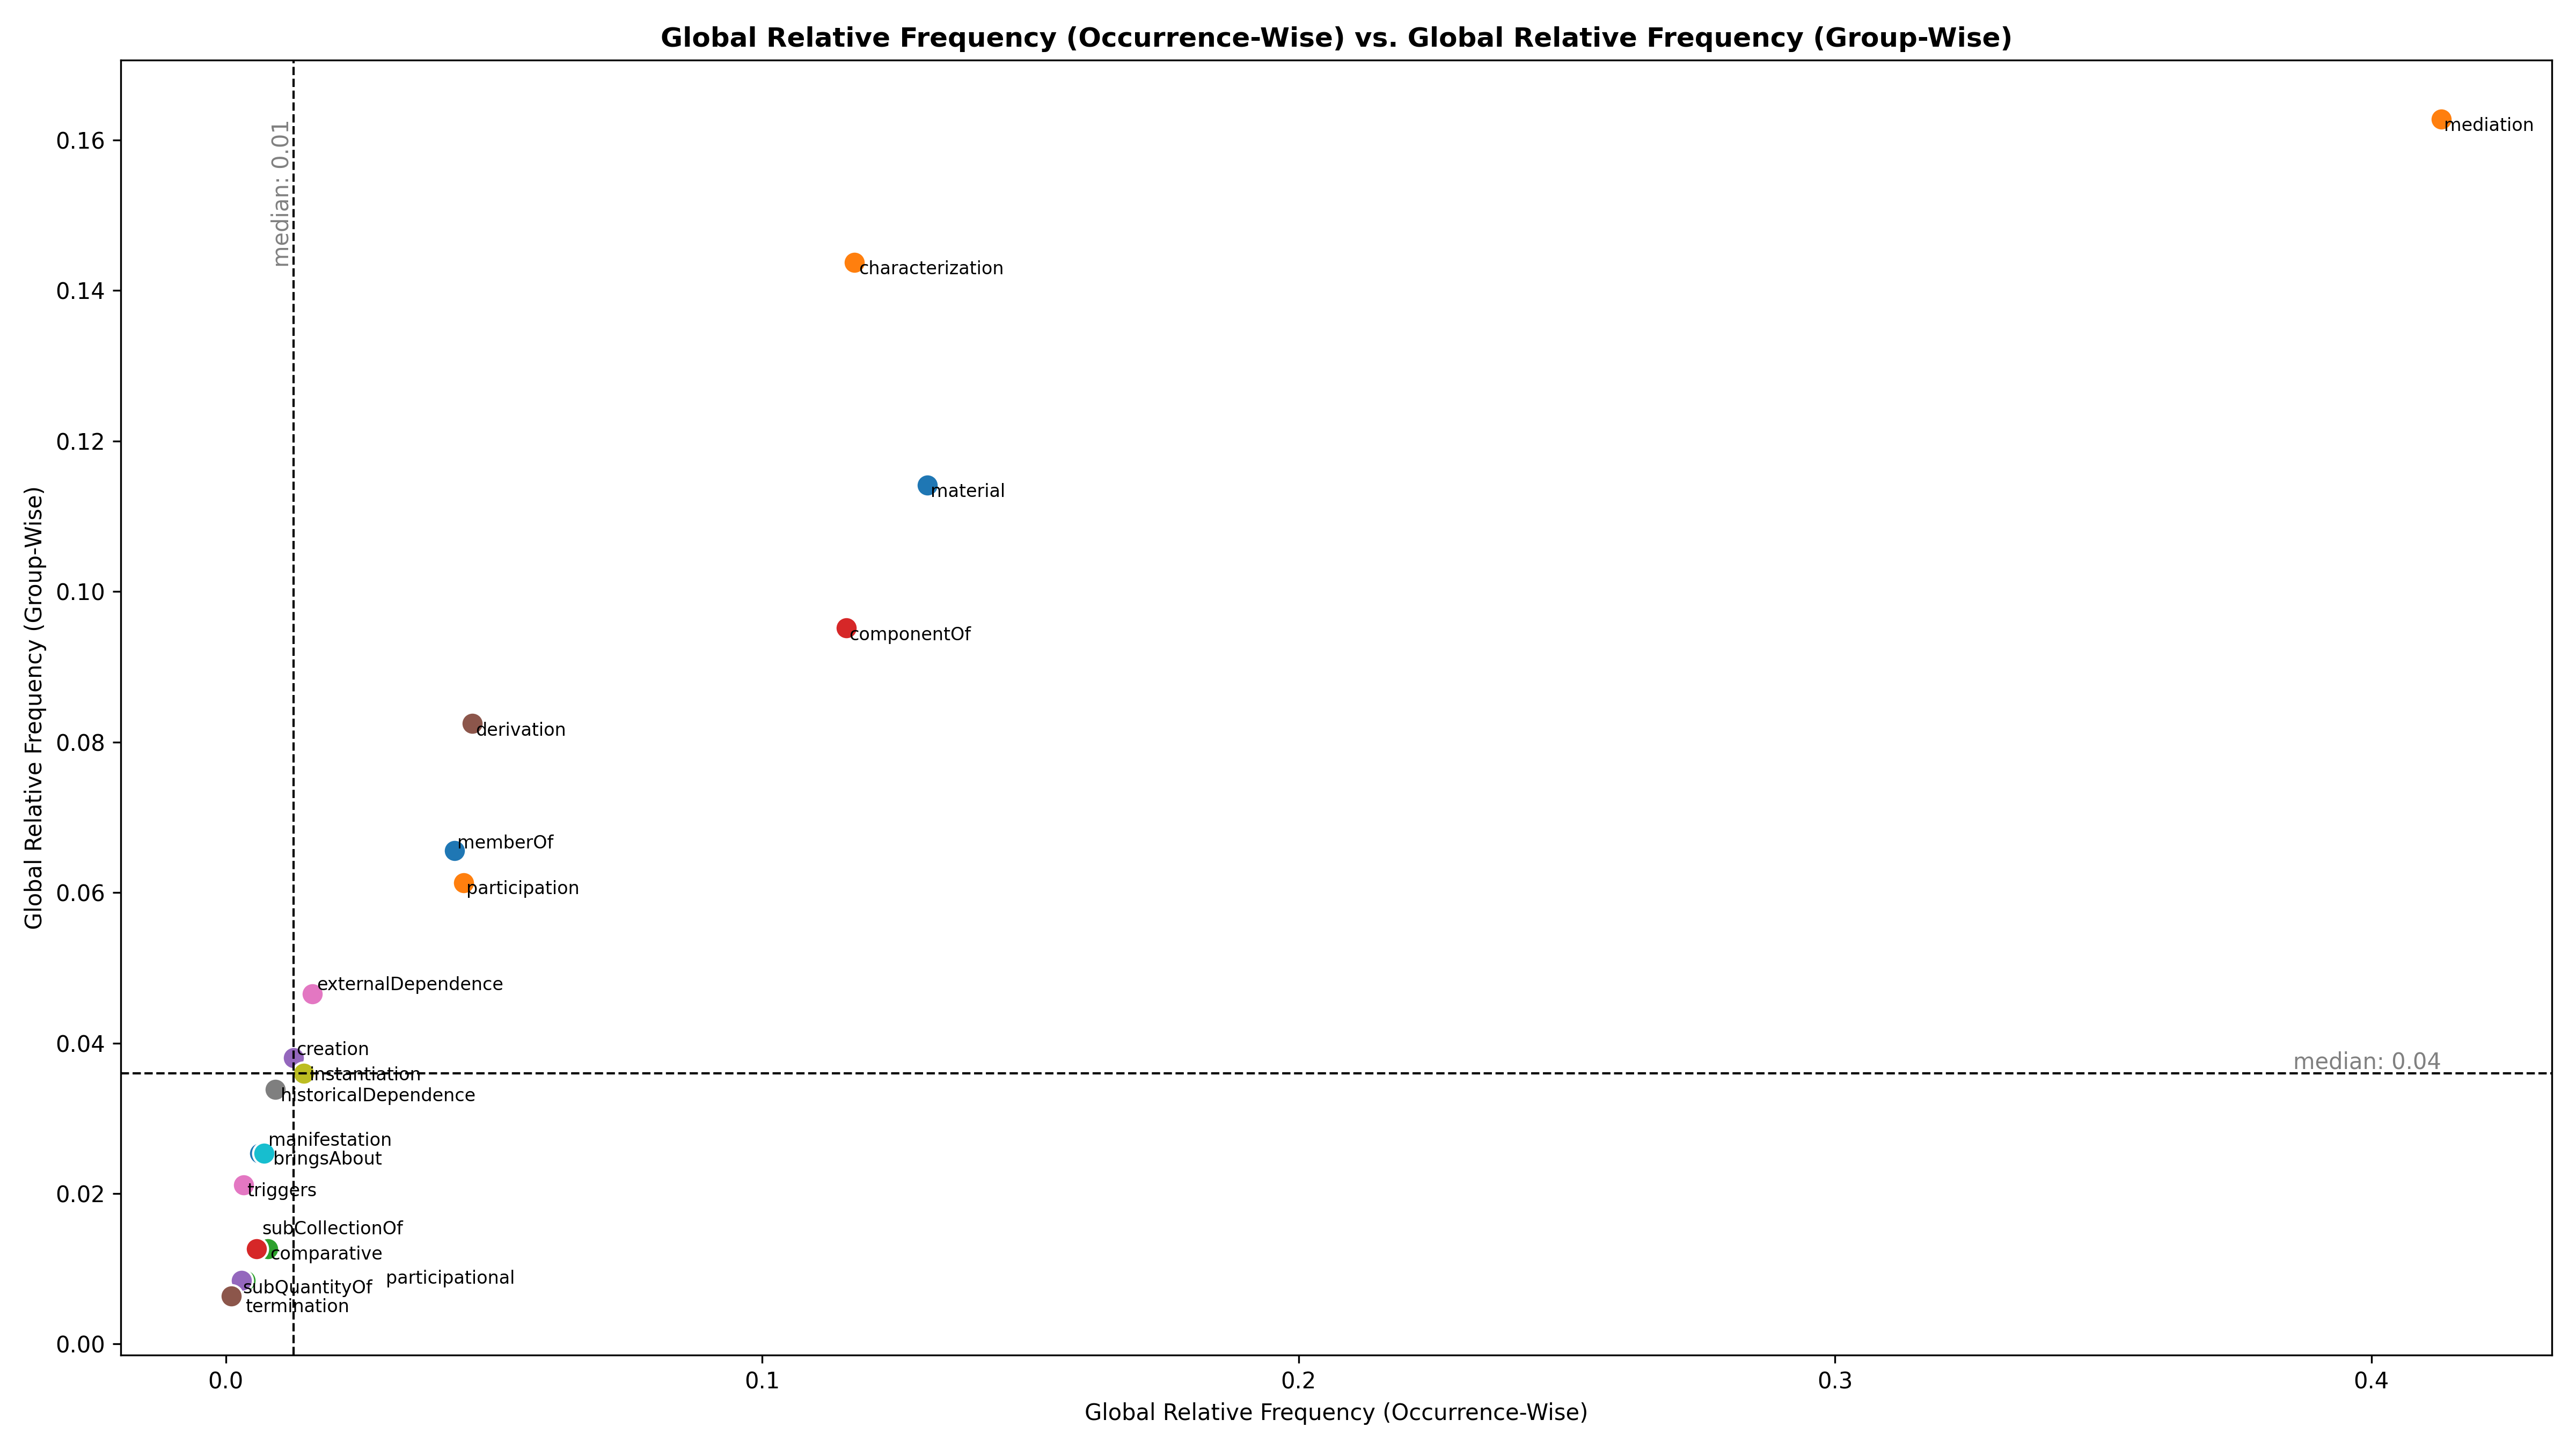 Global Relative Frequency (Occurrence-Wise) vs. Global Relative Frequency (Group-Wise)
median: 0.01
mediation
characterization
material
componentOf
derivation
memberOf
participation
externalDependence
creation
median: 0.04
instantiation
historicalDependence
manifestation
bringsAbout
triggers
subCollectionOf
comparative
participational
subQuantityOf
termination
Global Relative Frequency (Group-Wise)
0.16
0.14
0.12
0.10
0.08
0.06
0.04
0.02
0.00
0.0
0.1
0.2
0.3
0.4
Global Relative Frequency (Occurrence-Wise)